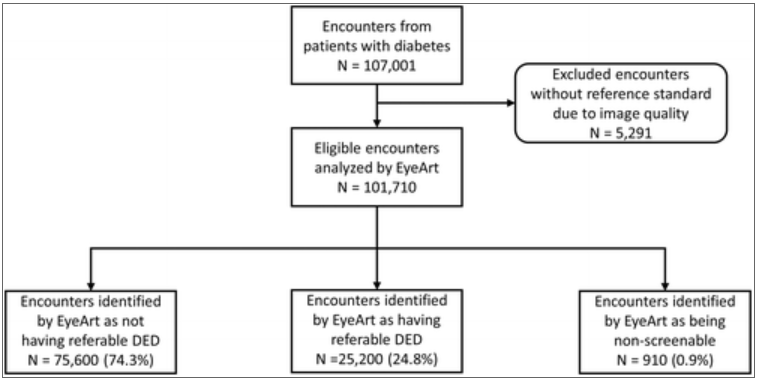 Encounters from
patients with diabetes
N = 107,001
Excluded encounters
without reference standard
due to image quality
N = 5,291
Eligible encounters
analyzed by EyeArt
N = 101,710
Encounters identified
by EyeArt as not
having referable DED
N = 75,600 (74.3%)
Encounters identified
by EyeArt as having
referable DED
N =25,200 (24.8%)
Encounters identified
by EyeArt as being
non-screenable
N = 910 (0.9%)